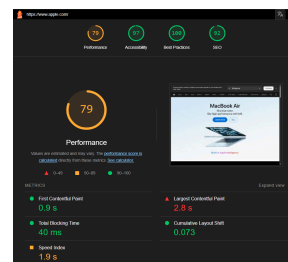 https://www.apple.com/
79
97
100
92
Performance
Accessibility
Best Practices
SEO
79
Performance
Values are estimated and may vary. The performance score is
calculated directly from these metrics. See calculator.
0–49
50–89
90–100
MacBook Air
METRICS
Expand view
First Contentful Paint
0.9 s
Largest Contentful Paint
2.8 s
Total Blocking Time
40 ms
Cumulative Layout Shift
0.073
Speed Index
1.9 s